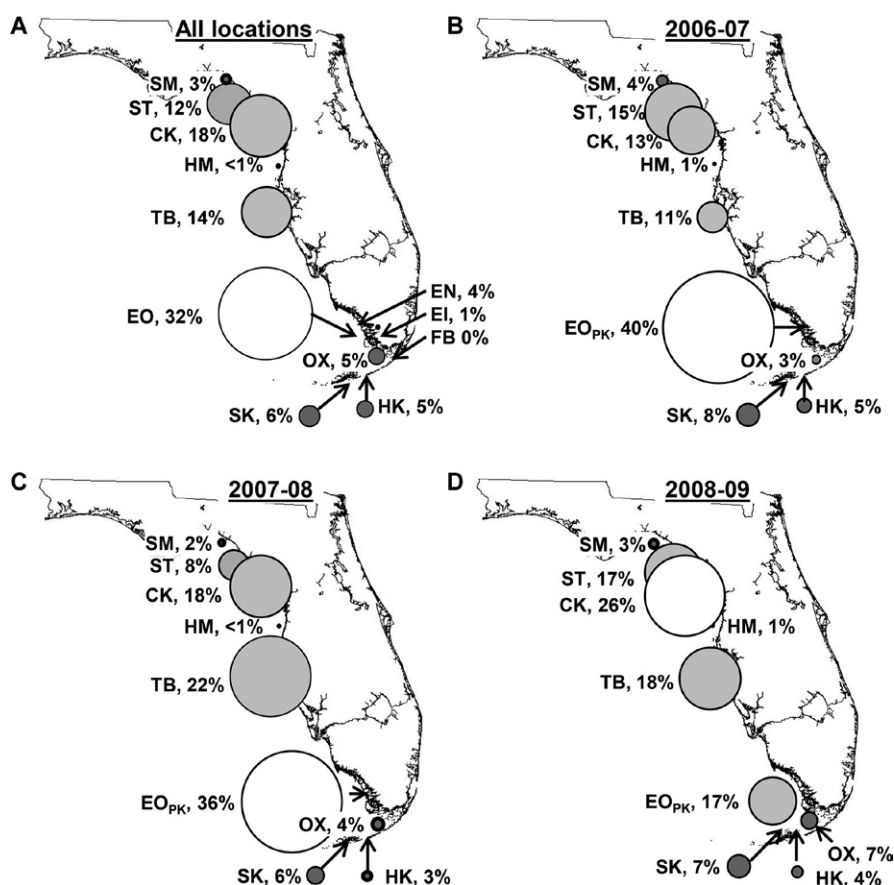 A
All locations
SM, 3%
ST, 12%
CK, 18%
HM, <1%
TB, 14%
EO, 32%
EN, 4%
EI, 1%
FB 0%
OX, 5%
SK, 6%
HK, 5%
B
2006-07
SM, 4%
ST, 15%
CK, 13%
HM, 1%
TB, 11%
EOPK, 40%
OX, 3%
SK, 8%
HK, 5%
C
2007-08
SM, 2%
ST, 8%
CK, 18%
HM, <1%
TB, 22%
EOPK, 36%
OX, 4%
SK, 6%
HK, 3%
D
2008-09
SM, 3%
ST, 17%
CK, 26%
HM, 1%
TB, 18%
EOPK, 17%
OX, 7%
SK, 7%
HK, 4%